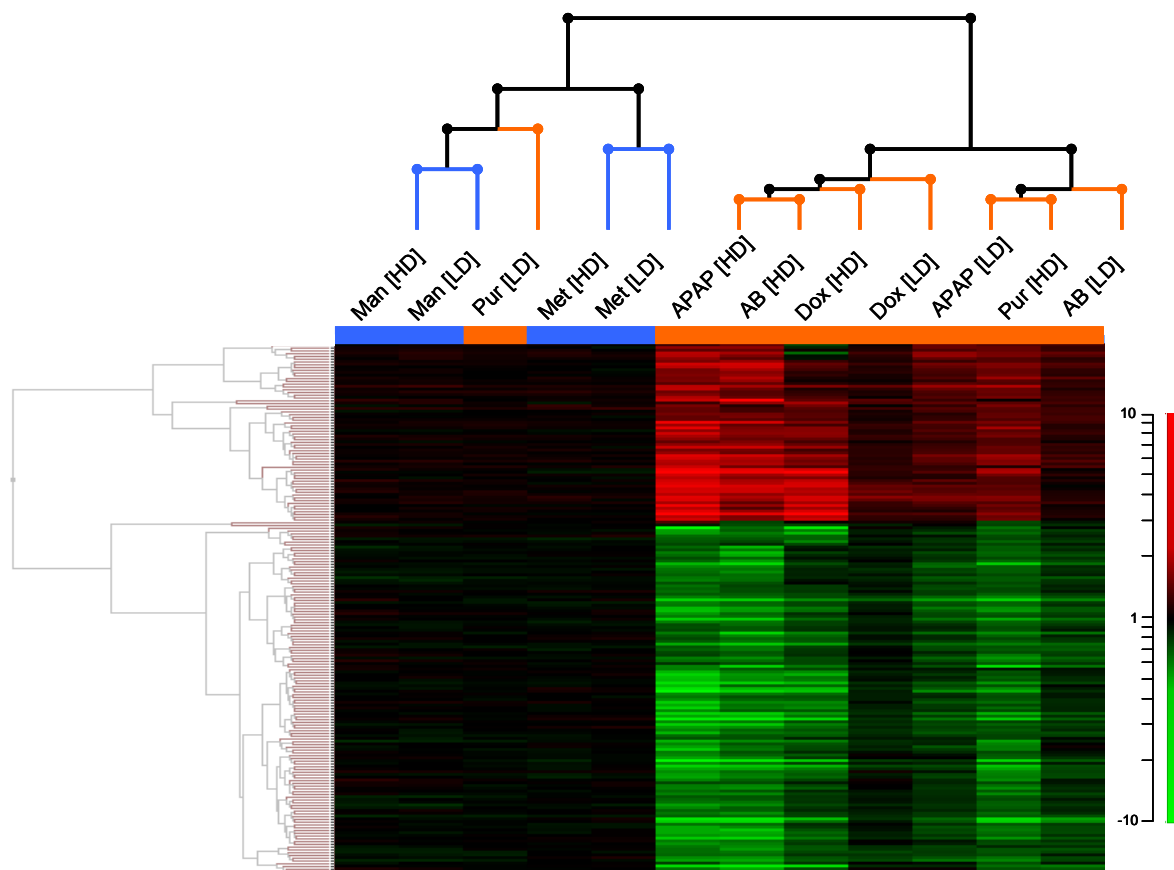 Man [HD]
Man [LD]
Pur [LD]
Met [HD]
Met [LD]
APAP [HD]
AB [HD]
Dox [HD]
Dox [LD]
APAP [LD]
Pur [HD]
AB [LD]
10
1
-10